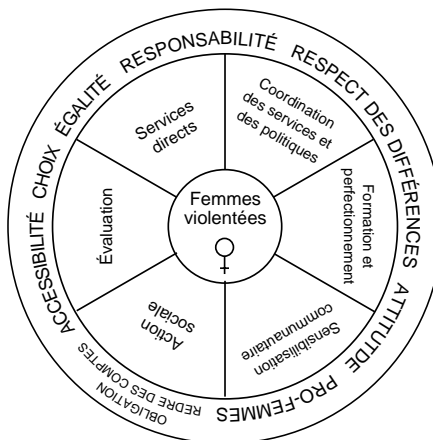 ACCESSIBILITÉ CHOIX ÉGALITÉ RESPONSABILITÉ RESPECT DES DIFFÉRENCES ATTITUTDE PRO-FEMMES
OBLIGATION
REDRE DES COMPTES
Services
directs
Coordination
des services et
des politiques
Formation et
perfectionnement
Sensibilisation
communautaire
Action
sociale
Évaluation
Femmes
violentées